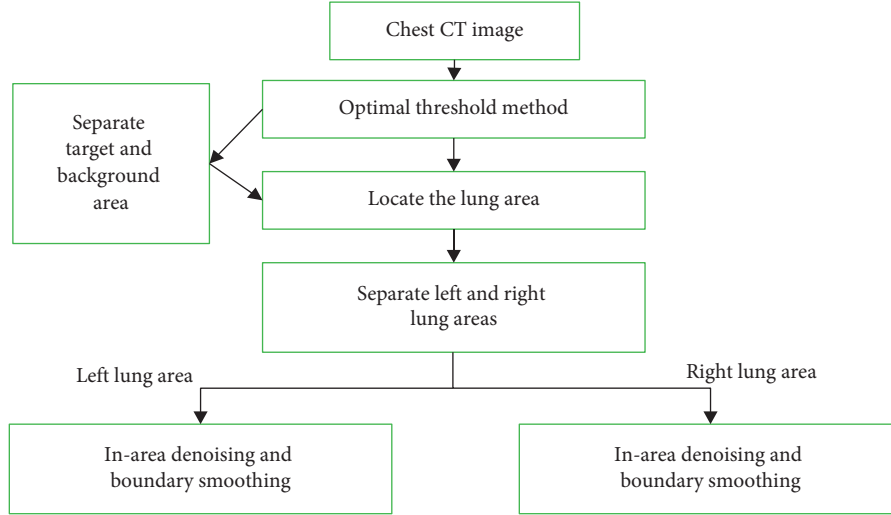 Chest CT image
Optimal threshold method
Separate
target and
background
area
Locate the lung area
Separate left and right
lung areas
Left lung area
Right lung area
In-area denoising and
boundary smoothing
In-area denoising and
boundary smoothing